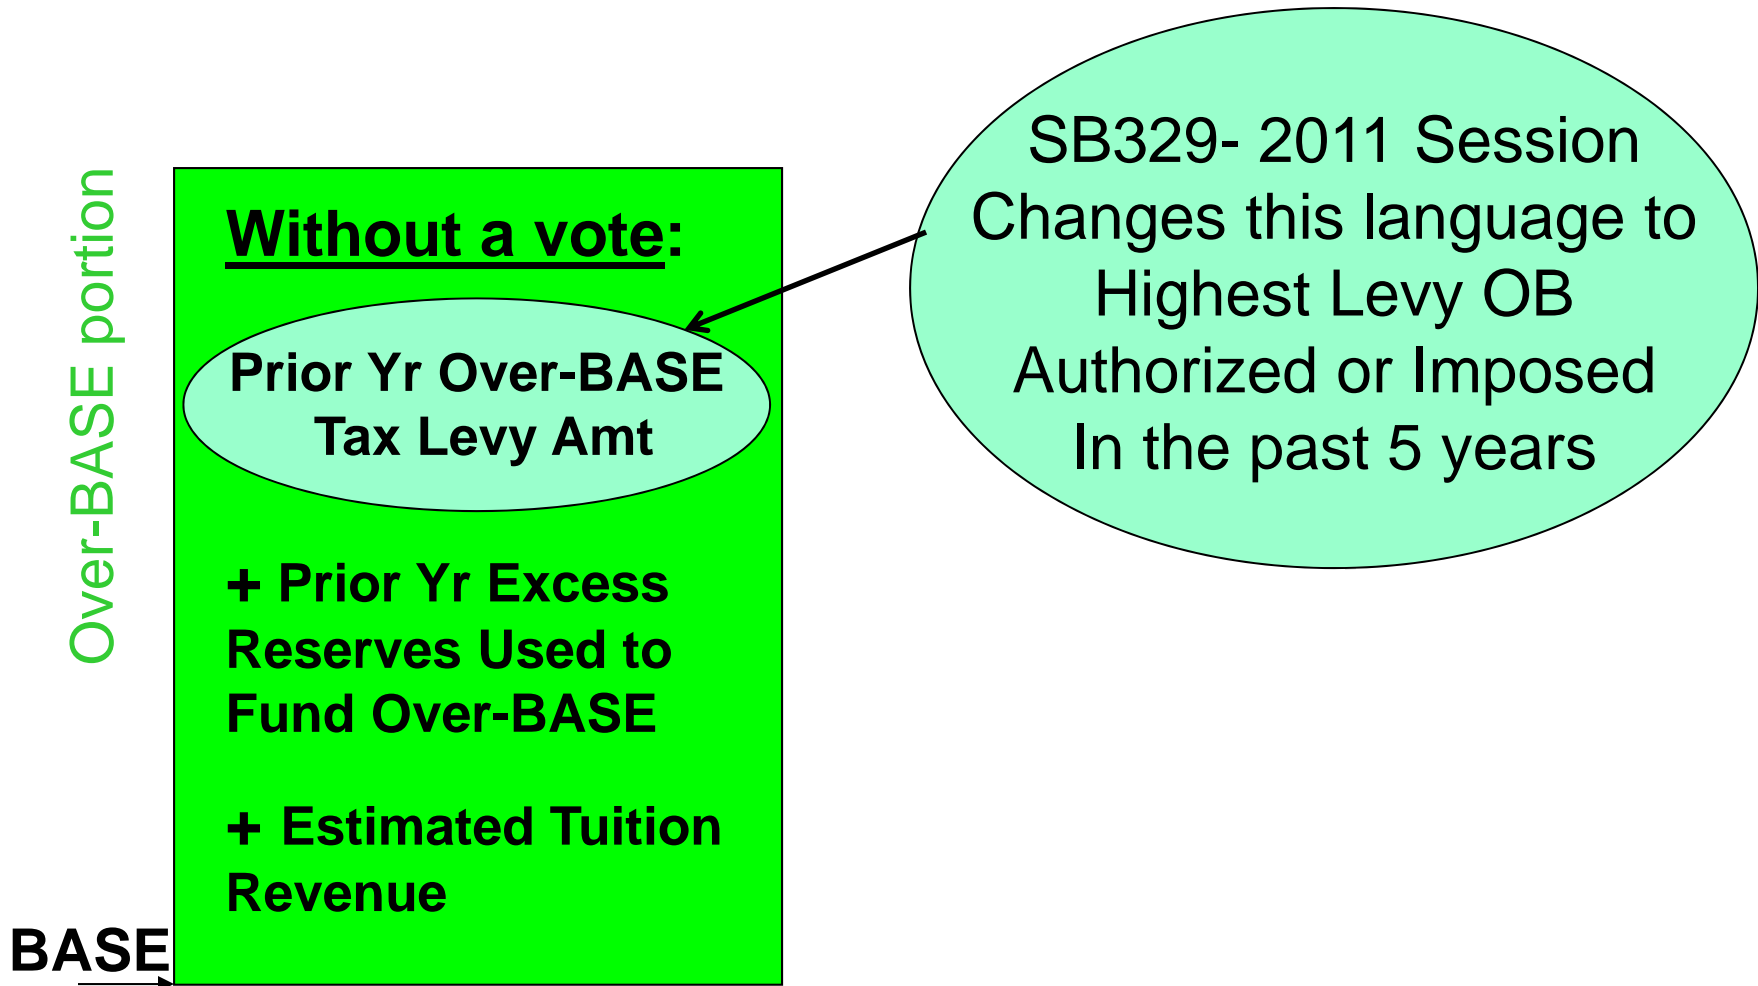 Over-BASE portion
Without a vote:
Prior Yr Over-BASE
Tax Levy Amt
+ Prior Yr Excess
Reserves Used to
Fund Over-BASE
+ Estimated Tuition
Revenue
BASE
SB329- 2011 Session
Changes this language to
Highest Levy OB
Authorized or Imposed
In the past 5 years